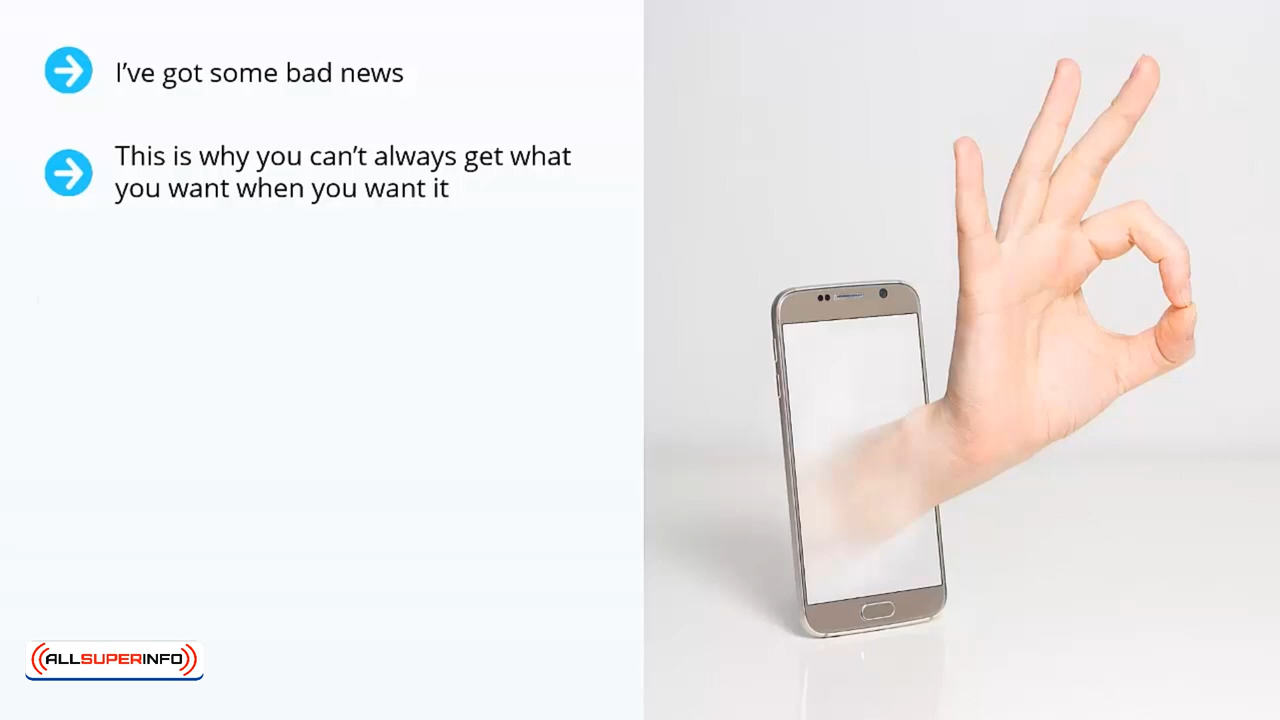 I’ve got some bad news
This is why you can’t always get what
you want when you want it
ALLSUPERINFO